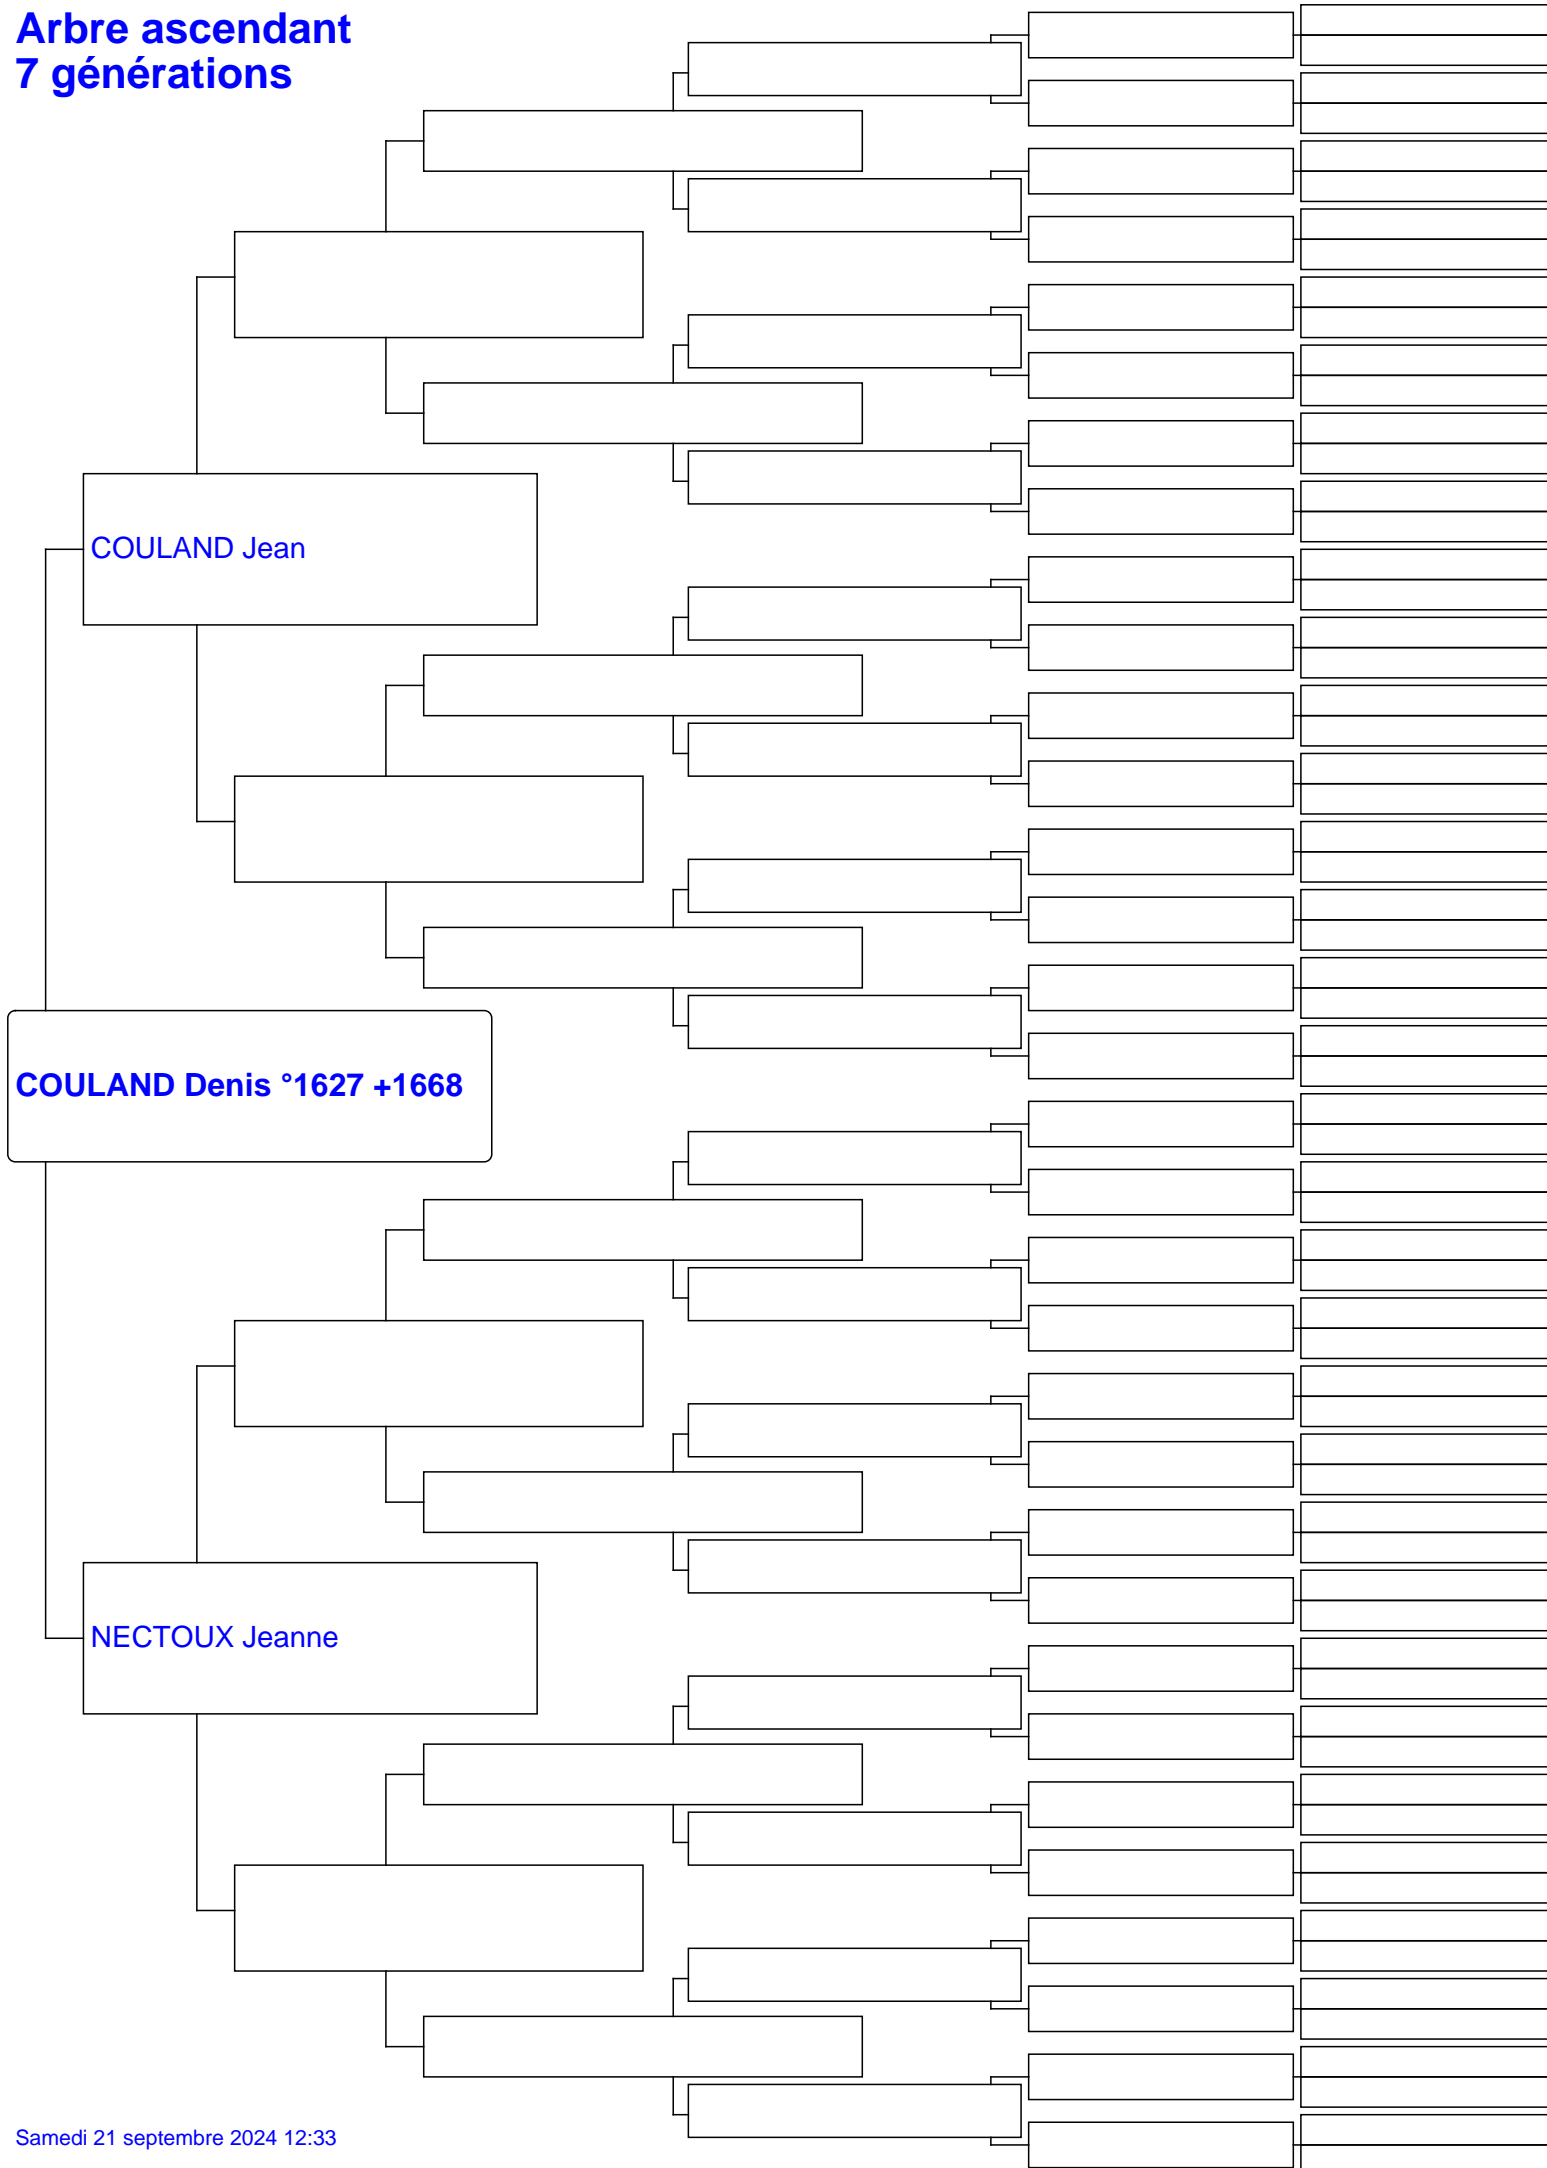 Arbre ascendant
7 générations
COULAND Jean
COULAND Denis °1627 +1668
NECTOUX Jeanne
Samedi 21 septembre 2024 12:33